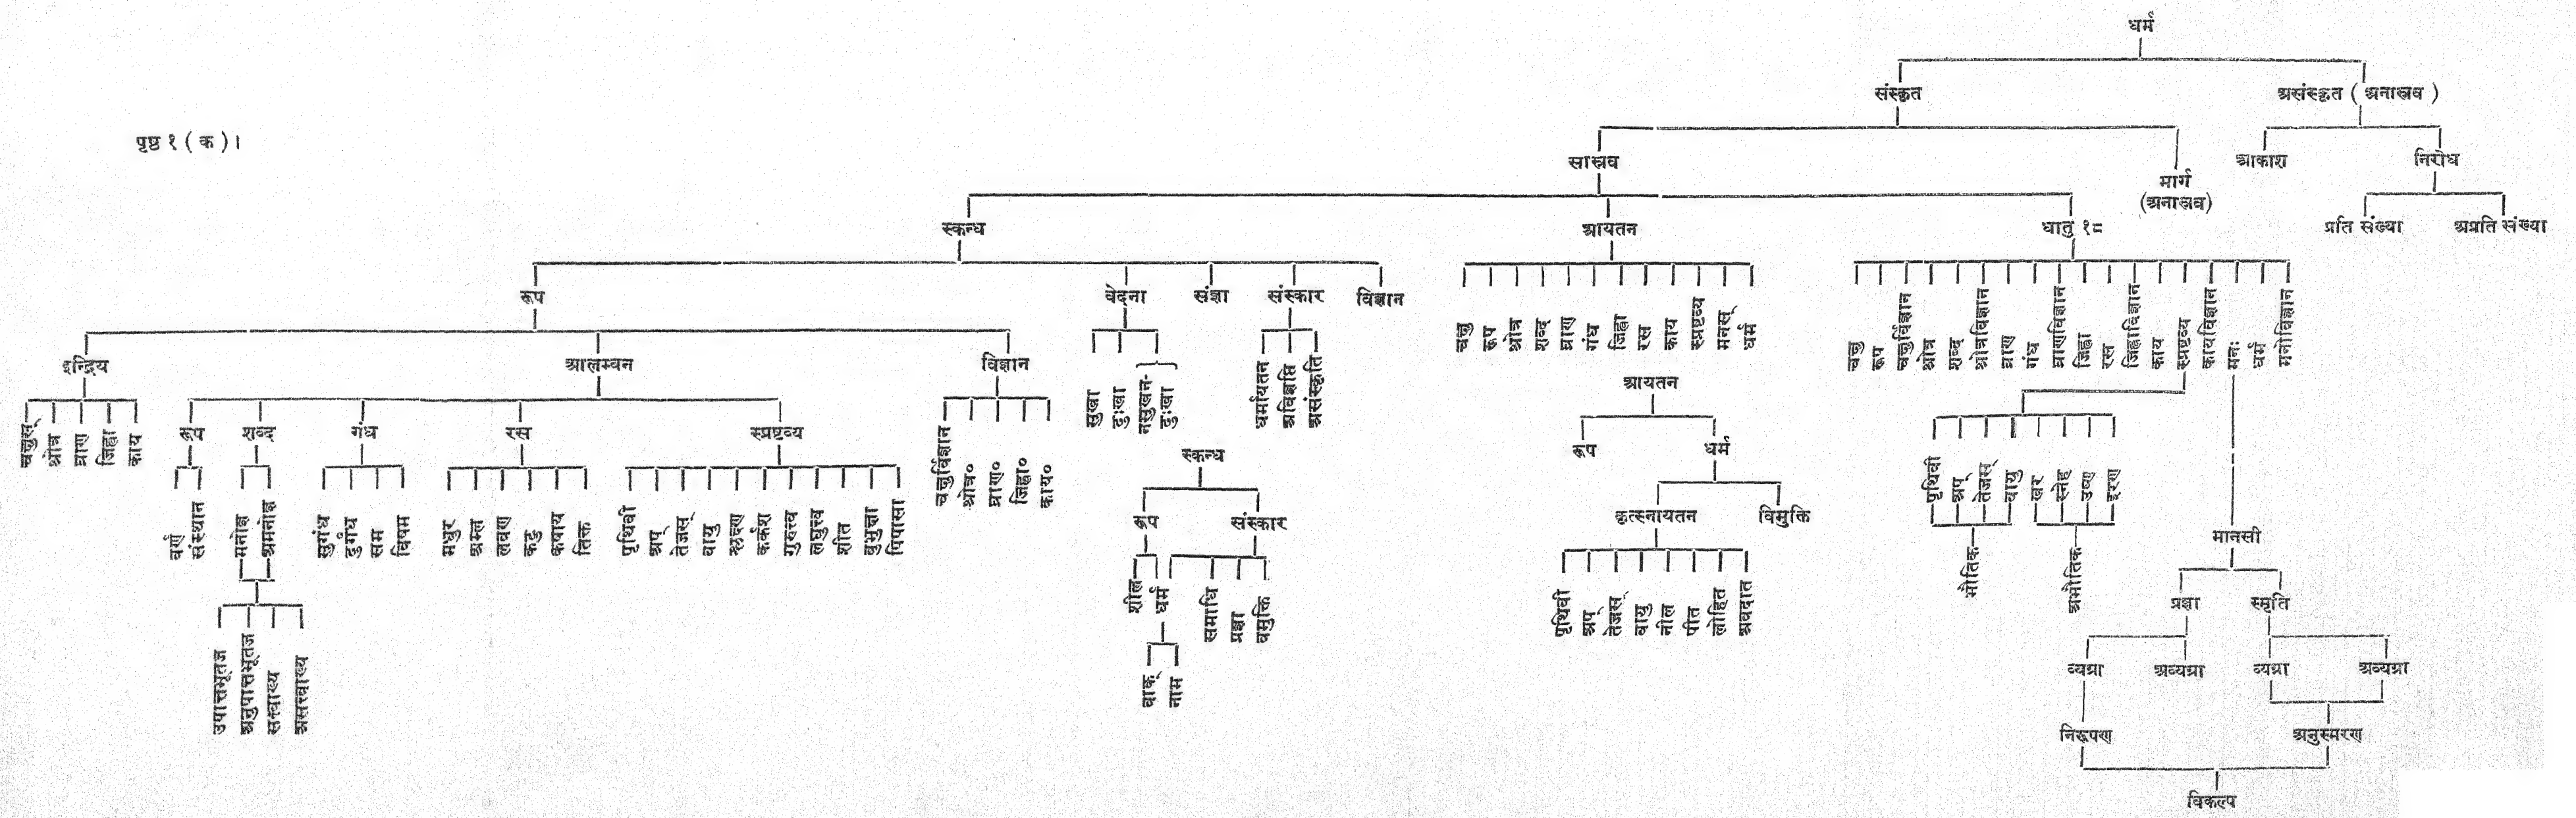 धर्म
संस्कृत
असंस्कृत ( अनास्रव )
पृष्ठ १ ( क ) ।
सास्रव
मार्ग
(अनास्रव)
आकाश
निरोध
प्रति संख्या
अप्रति संख्या
स्कन्ध
आयतन
धातु १८
रूप
वेदना
संज्ञा
संस्कार
विज्ञान
इन्द्रिय
आलम्वन
विज्ञान
चक्षुस्
श्रोत्र
घ्राण
जिह्वा
काय
रूप
शब्द
गंध
रस
स्प्रष्टव्य
वर्ण
संस्थान
मनोज्ञ
अमनोज्ञ
उपात्तभूतज
अनुपात्तभूतज
सत्त्वाख्य
असत्त्वाख्य
सुगंध
दुर्गंध
सम
विषम
मधुर
अम्ल
लवण
कटु
कषाय
तिक्त
पृथिवी
अप्
तेजस्
वायु
श्लक्ष्ण
कर्कश
गुरुत्त्व
लघुत्त्व
शीत
बुभुक्षा
पिपासा
चक्षुर्विज्ञान
श्रोत्र०
घ्राण०
जिह्वा०
काय०
सुखा
दुःखा
नसुखन-
दुःखा
धर्मायतन
अविज्ञप्ति
असंस्कृति
स्कन्ध
रूप
संस्कार
शील
धर्म
समाधि
प्रज्ञा
वमुक्ति
वाक्
नाम
चक्षु
रूप
श्रोत्र
शब्द
घ्राण
गंध
जिह्वा
रस
काय
स्प्रष्टव्य
मनस्
धर्म
आयतन
रूप
धर्म
कृत्स्नायतन
विमुक्ति
पृथिवी
अप्
तेजस्
वायु
नील
पीत
लोहित
अवदात
चक्षु
रूप
चक्षुर्विज्ञान
श्रोत्र
शब्द
श्रोत्रविज्ञान
घ्राण
गंध
घ्राणविज्ञान
जिह्वा
रस
जिह्वाविज्ञान
काय
स्प्रष्टव्य
कायविज्ञान
मनः
धर्म
मनोविज्ञान
पृथिवी
अप्
तेजस्
वायु
खर
स्नेह
उष्ण
इरण
भौतिक
अभौतिक
मानसी
प्रज्ञा
स्मृति
व्यग्रा
अव्यग्रा
व्यग्रा
अव्यग्रा
निरूपण
अनुस्मरण
विकल्प